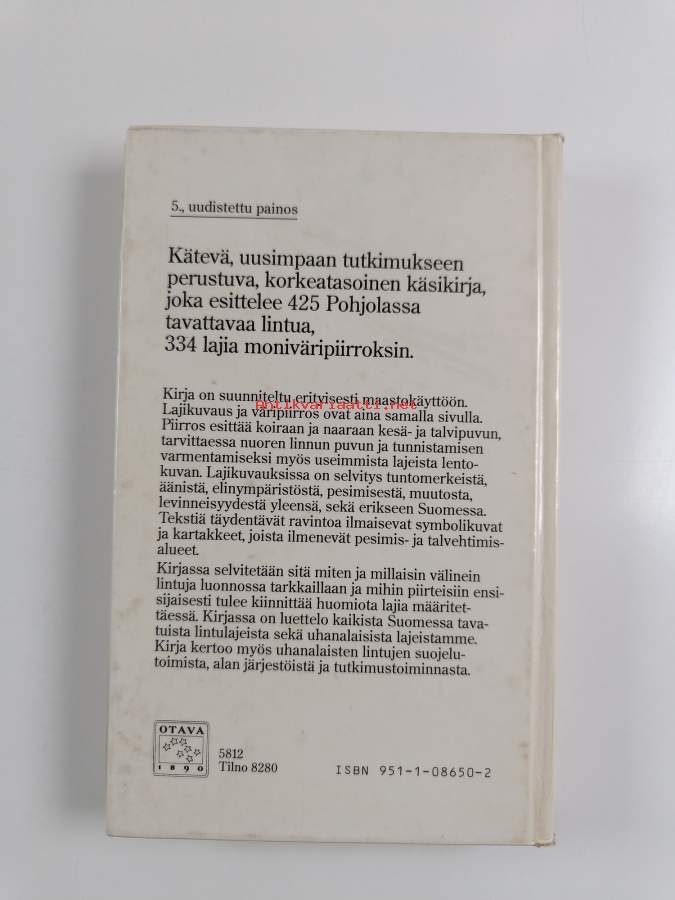 5., uudistettu painos
Kätevä, uusimpaan tutkimukseen
perustuva, korkeatasoinen käsikirja,
joka esittelee 425 Pohjolassa
tavattavaa lintua,
334 lajia moniväripiirroksin.
Kirja on suunniteltu erityisesti maastokäyttöön.
antikvariaatti.net
Lajikuvaus ja väripiirros ovat aina samalla sivulla.
Piirros esittää koiraan ja naaraan kesä- ja talvipuvun,
tarvittaessa nuoren linnun puvun ja tunnistamisen
varmentamiseksi myös useimmista lajeista lento-
kuvan. Lajikuvauksissa on selvitys tuntomerkeistä,
äänistä, elinympäristöstä, pesimisestä, muutosta,
levinneisyydestä yleensä, sekä erikseen Suomessa.
Tekstiä täydentävät ravintoa ilmaisevat symbolikuvat
ja kartakkeet, joista ilmenevät pesimis- ja talvehtimis-
alueet.
Kirjassa selvitetään sitä miten ja millaisin välinein
lintuja luonnossa tarkkaillaan ja mihin piirteisiin ensi-
sijaisesti tulee kiinnittää huomiota lajia määritet-
täessä. Kirjassa on luettelo kaikista Suomessa tava-
tuista lintulajeista sekä uhanalaisista lajeistamme.
Kirja kertoo myös uhanalaisten lintujen suojelu-
toimista, alan järjestöistä ja tutkimustoiminnasta.
OTAVA
1890
5812
Tilno 8280
ISBN 951-1-08650-2